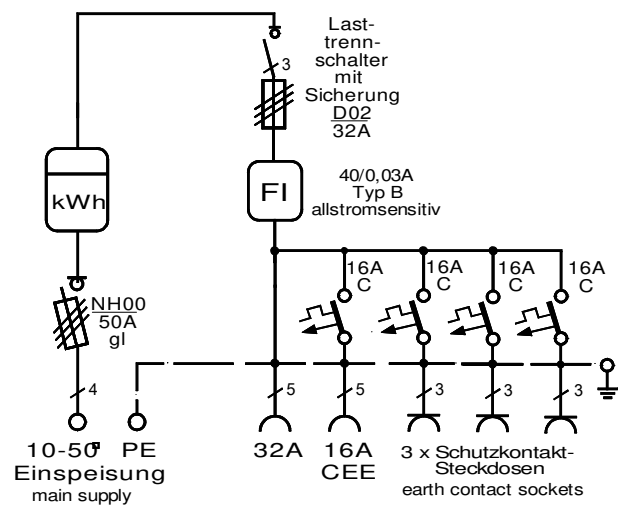 Last-
trenn-
schalter
mit
Sicherung
D02
32A
3
kWh
FI
40/0,03A
Typ B
allstromsensitiv
16A
C
16A
C
16A
C
16A
C
NH00
50A
gl
4
5
5
3
3
3
10-50² PE
Einspeisung
main supply
32A
16A
CEE
3 x Schutzkontakt-
Steckdosen
earth contact sockets